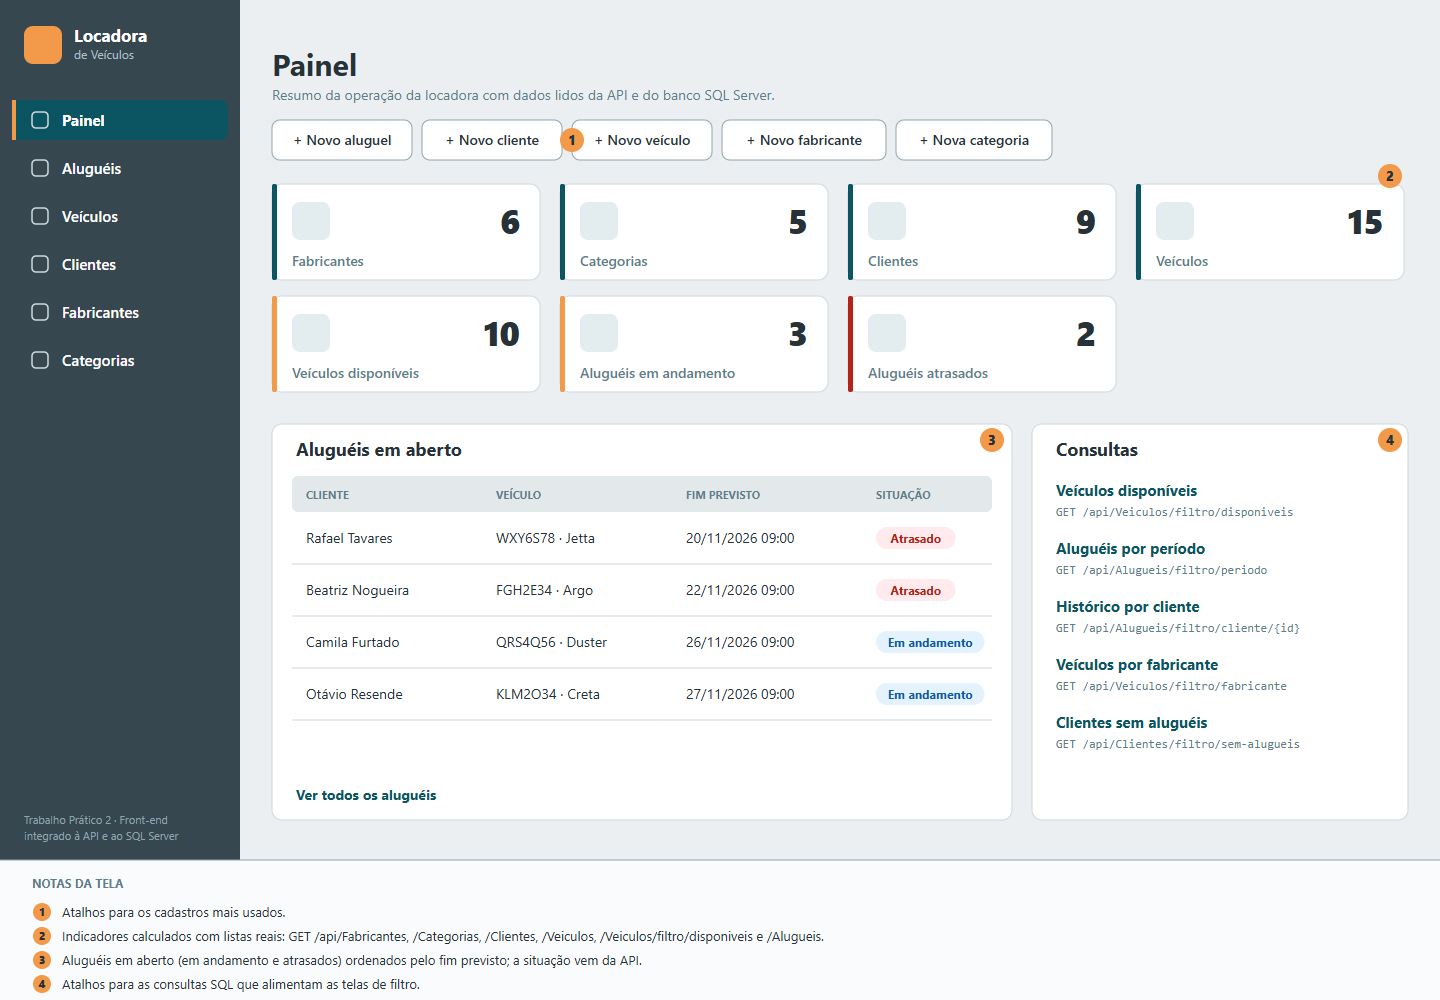 Locadora
de Veículos
Painel
Aluguéis
Veículos
Clientes
Fabricantes
Categorias
Trabalho Prático 2 · Front-end
integrado à API e ao SQL Server
Painel
Resumo da operação da locadora com dados lidos da API e do banco SQL Server.
+ Novo aluguel
+ Novo cliente
1
+ Novo veículo
+ Novo fabricante
+ Nova categoria
2
6
Fabricantes
5
Categorias
9
Clientes
15
Veículos
10
Veículos disponíveis
3
Aluguéis em andamento
2
Aluguéis atrasados
Aluguéis em aberto
3
CLIENTE VEÍCULO FIM PREVISTO SITUAÇÃO
Rafael Tavares WXY6S78 · Jetta 20/11/2026 09:00 Atrasado
Beatriz Nogueira FGH2E34 · Argo 22/11/2026 09:00 Atrasado
Camila Furtado QRS4Q56 · Duster 26/11/2026 09:00 Em andamento
Otávio Resende KLM2O34 · Creta 27/11/2026 09:00 Em andamento
Ver todos os aluguéis
Consultas
4
Veículos disponíveis
GET /api/Veiculos/filtro/disponiveis
Aluguéis por período
GET /api/Alugueis/filtro/periodo
Histórico por cliente
GET /api/Alugueis/filtro/cliente/{id}
Veículos por fabricante
GET /api/Veiculos/filtro/fabricante
Clientes sem aluguéis
GET /api/Clientes/filtro/sem-alugueis
NOTAS DA TELA
1 Atalhos para os cadastros mais usados.
2 Indicadores calculados com listas reais: GET /api/Fabricantes, /Categorias, /Clientes, /Veiculos, /Veiculos/filtro/disponiveis e /Alugueis.
3 Aluguéis em aberto (em andamento e atrasados) ordenados pelo fim previsto; a situação vem da API.
4 Atalhos para as consultas SQL que alimentam as telas de filtro.